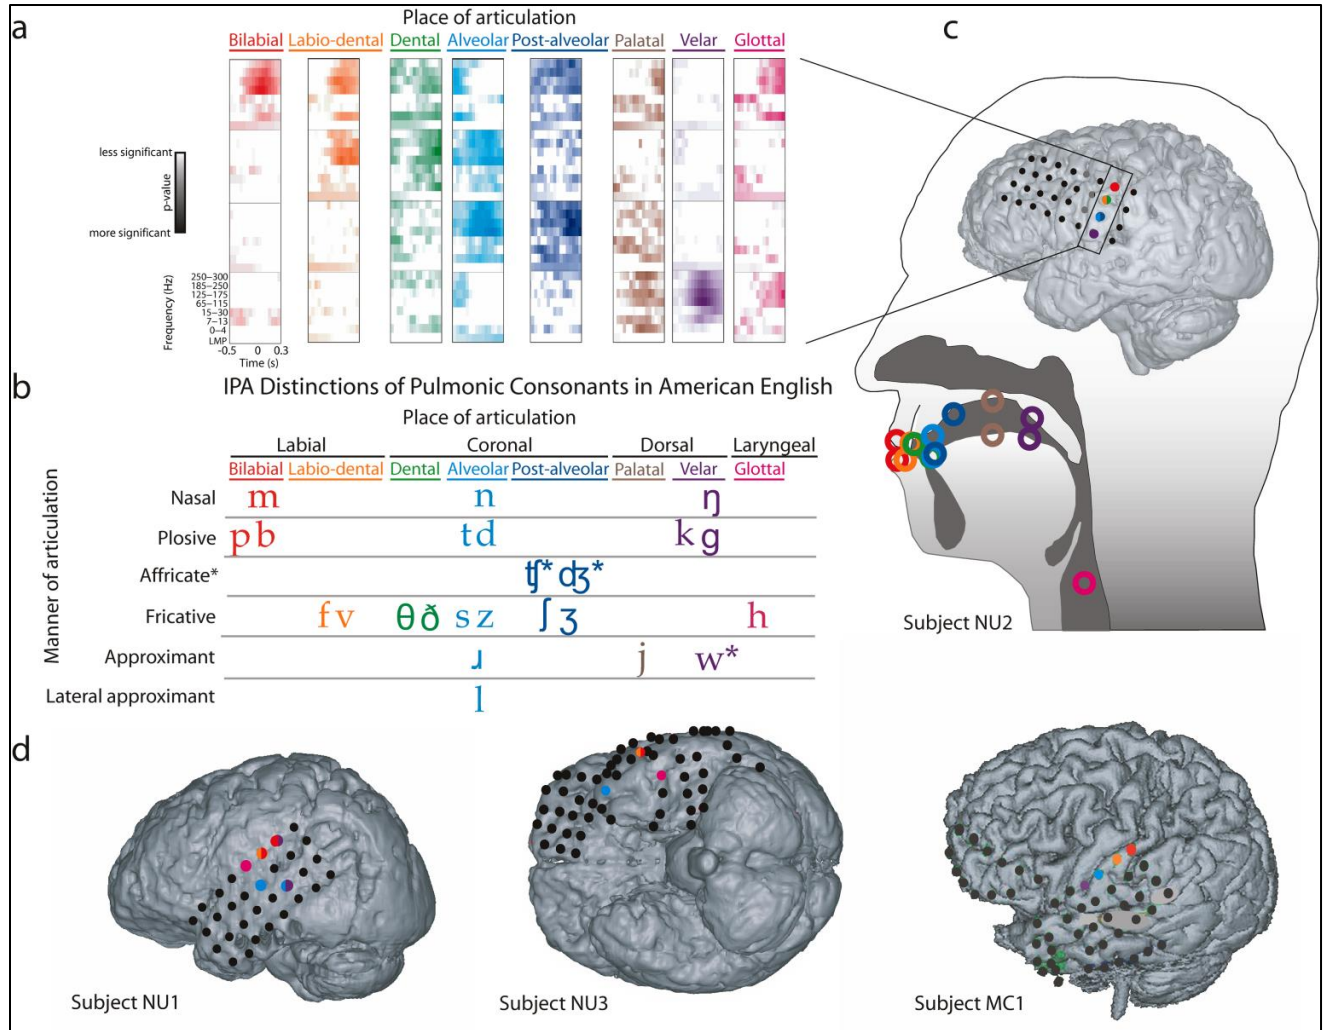 a
Place of articulation
c
Bilabial Labio-dental Dental Alveolar Post-alveolar Palatal Velar Glottal
less significant
p-value
more significant
Frequency (Hz)
250–300
185–250
125–175
65–115
15–30
7–13
0–4
LMP
-0.5 0 0.3
Time (s)
b
IPA Distinctions of Pulmonic Consonants in American English
Place of articulation
Labial Coronal Dorsal Laryngeal
Bilabial Labio-dental Dental Alveolar Post-alveolar Palatal Velar Glottal
Manner of articulation
Nasal m n ŋ
Plosive p b t d k g
Affricate* ʧ* ʤ*
Fricative f v θ ð s z ʃ ʒ h
Approximant ɹ j w*
Lateral approximant l
Subject NU2
d
Subject NU1
Subject NU3
Subject MC1